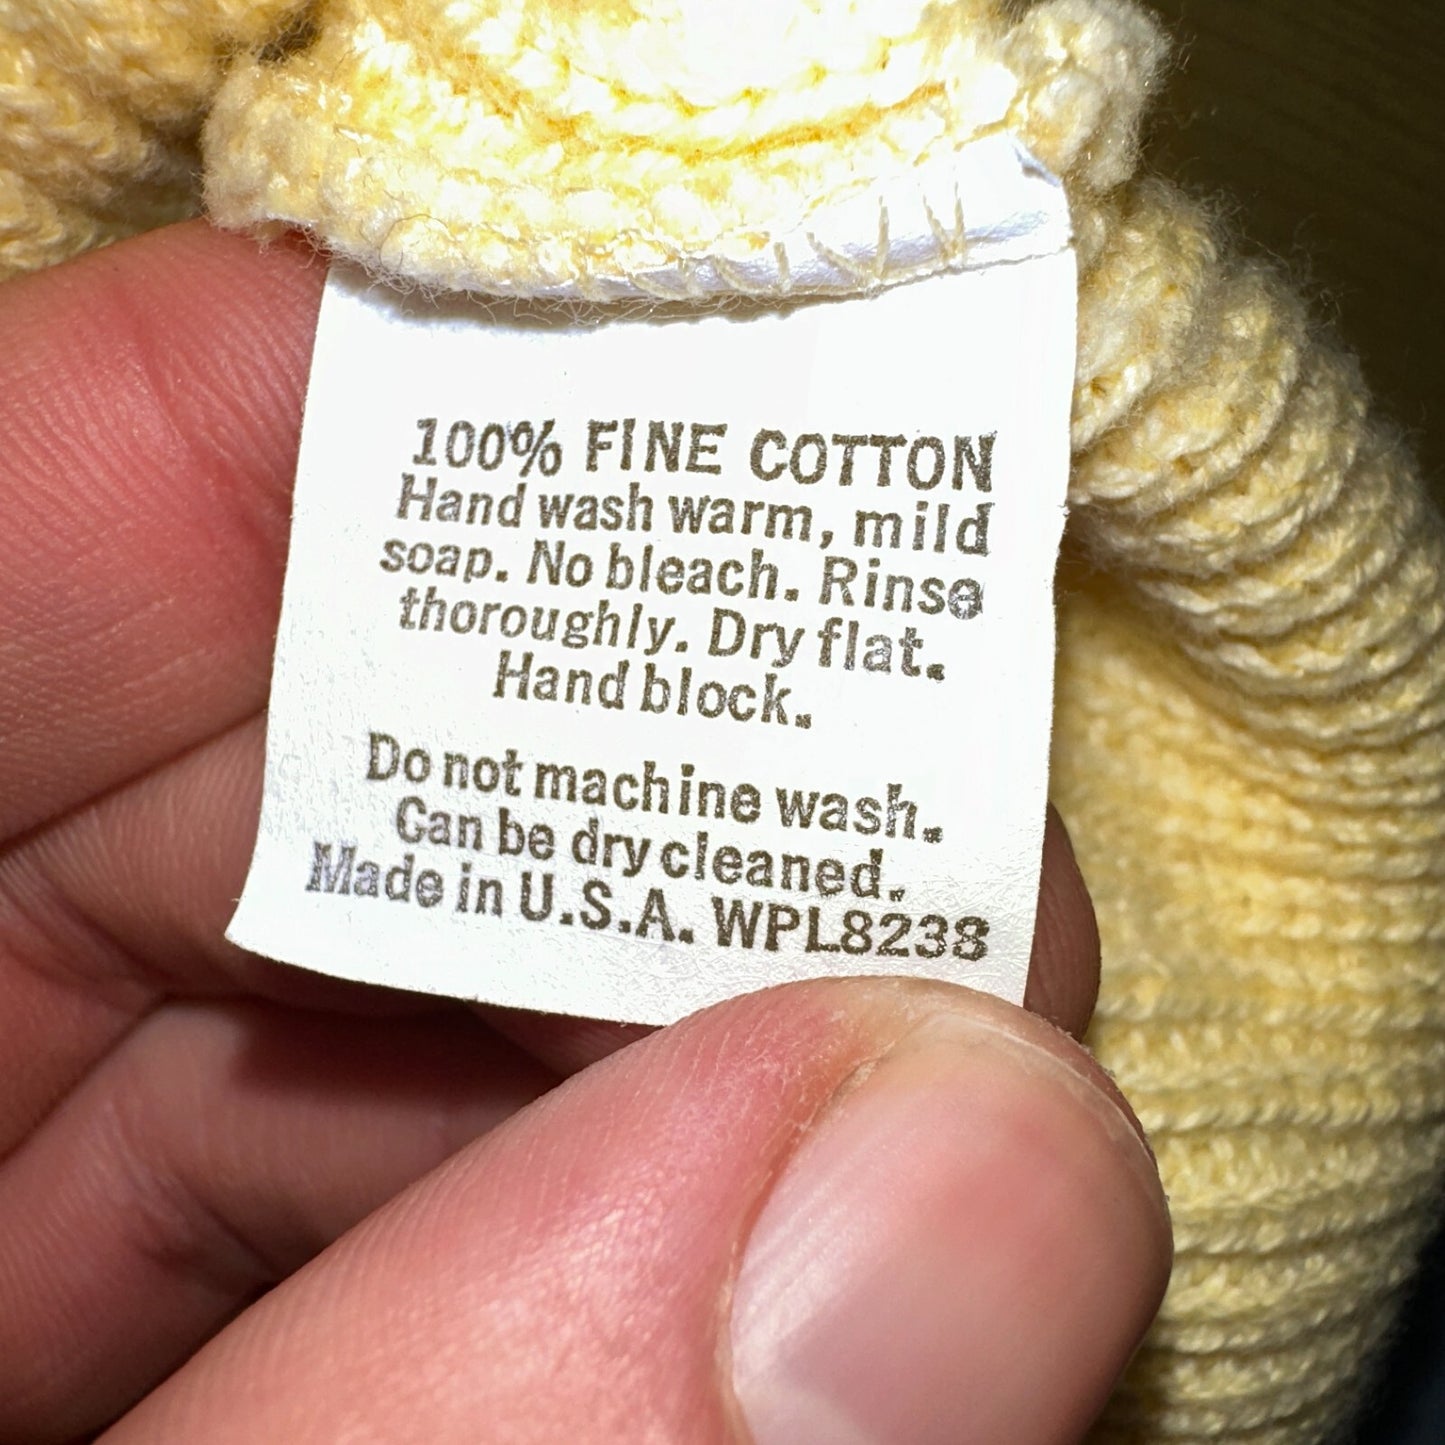 100% FINE COTTON
Hand wash warm, mild
soap. No bleach. Rinse
thoroughly. Dry flat.
Hand block.
Do not machine wash.
Can be dry cleaned.
Made in U.S.A. WPL8238